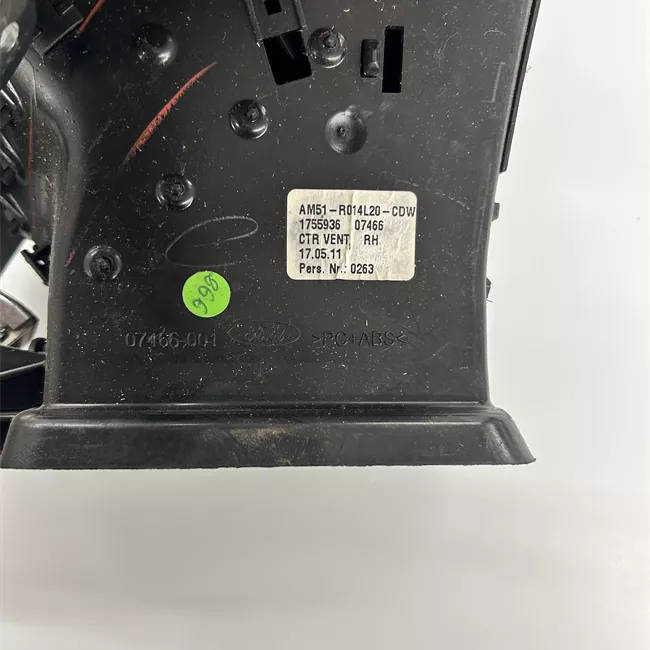 AM51-R014L20-CDW
1755936 07466
CTR VENT, RH
17.05.11
Pers. Nr.: 0263
998
07466-001 Ford >PC+ABS<